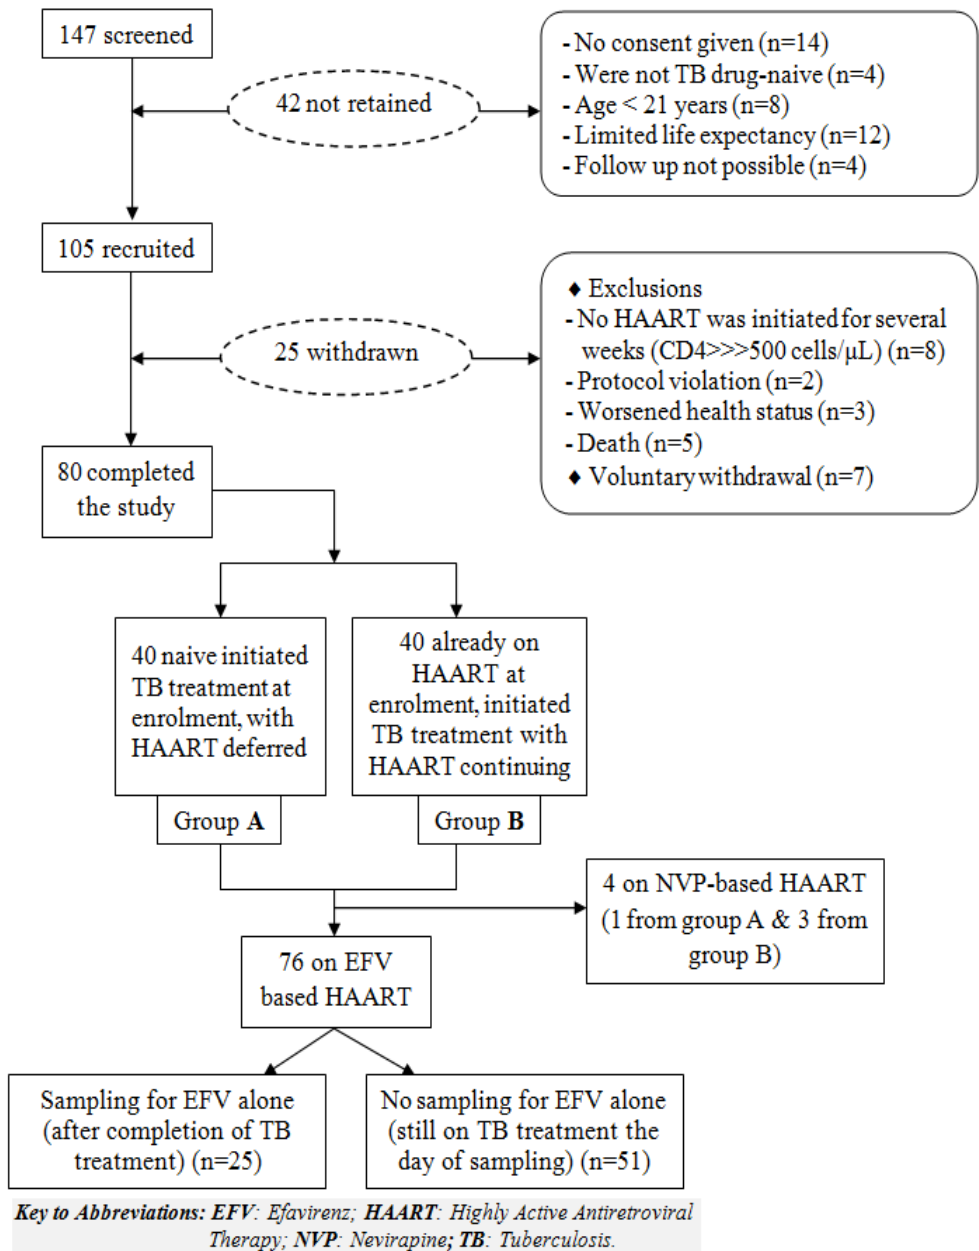 147 screened
42 not retained
- No consent given (n=14)
- Were not TB drug-naive (n=4)
- Age < 21 years (n=8)
- Limited life expectancy (n=12)
- Follow up not possible (n=4)
105 recruited
25 withdrawn
♦ Exclusions
- No HAART was initiated for several
weeks (CD4>>>500 cells/µL) (n=8)
- Protocol violation (n=2)
- Worsened health status (n=3)
- Death (n=5)
♦ Voluntary withdrawal (n=7)
80 completed
the study
40 naive initiated
TB treatment at
enrolment, with
HAART deferred
Group A
40 already on
HAART at
enrolment, initiated
TB treatment with
HAART continuing
Group B
4 on NVP-based HAART
(1 from group A & 3 from
group B)
76 on EFV
based HAART
Sampling for EFV alone
(after completion of TB
treatment) (n=25)
No sampling for EFV alone
(still on TB treatment the
day of sampling) (n=51)
Key to Abbreviations: EFV: Efavirenz; HAART: Highly Active Antiretroviral
Therapy; NVP: Nevirapine; TB: Tuberculosis.